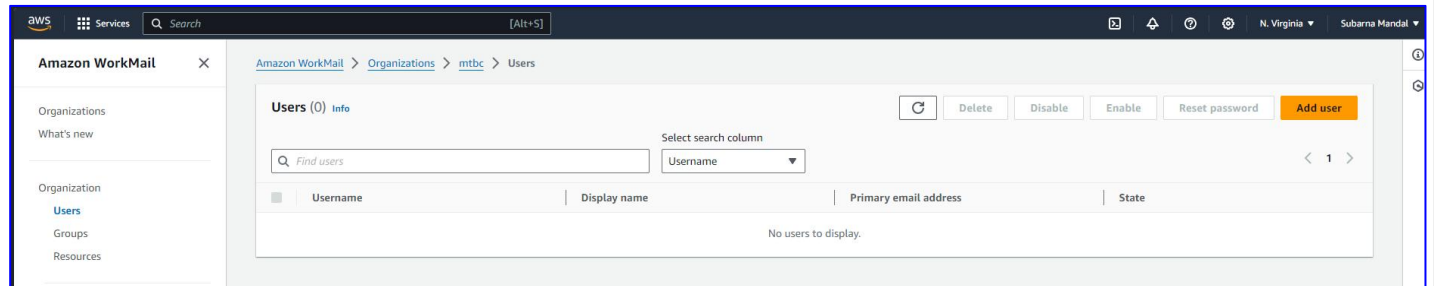 aws Services Search [Alt+S] N. Virginia ▼ Subarna Mandal ▼
Amazon WorkMail
Amazon WorkMail > Organizations > mtbc > Users
Organizations
What's new
Organization
Users
Groups
Resources
Users (0) Info
Delete Disable Enable Reset password Add user
Select search column
Find users Username
< 1 >
Username Display name Primary email address State
No users to display.